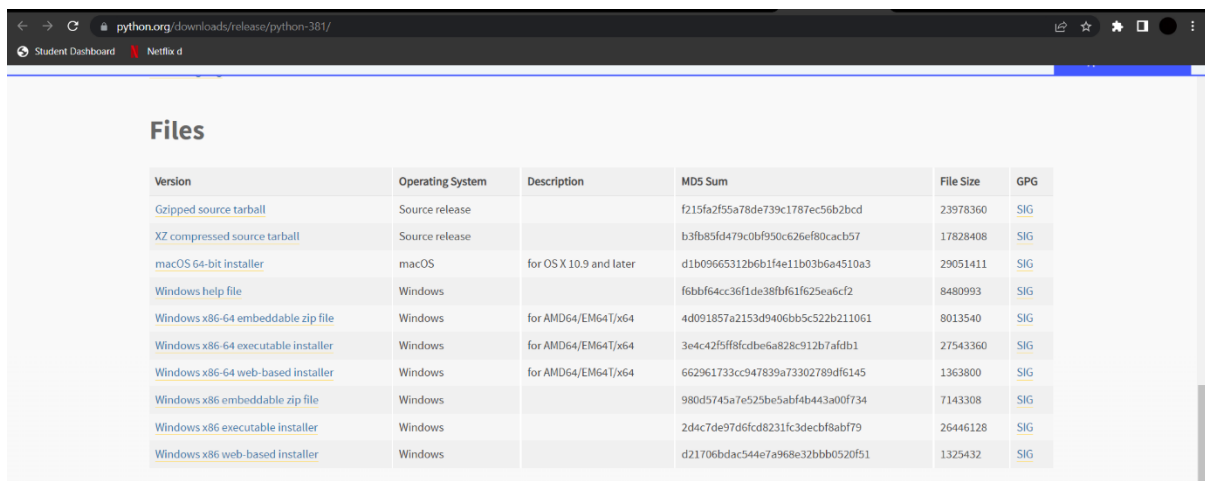 python.org/downloads/release/python-381/
Student Dashboard Netflix d
Files
Version Operating System Description MD5 Sum File Size GPG
Gzipped source tarball Source release f215fa2f55a78de739c1787ec56b2bcd 23978360 SIG
XZ compressed source tarball Source release b3fb85fd479c0bf950c626ef80cacb57 17828408 SIG
macOS 64-bit installer macOS for OS X 10.9 and later d1b09665312b6b1f4e11b03b6a4510a3 29051411 SIG
Windows help file Windows f6bbf64cc36f1de38fbf61f625ea6cf2 8480993 SIG
Windows x86-64 embeddable zip file Windows for AMD64/EM64T/x64 4d091857a2153d9406bb5c522b211061 8013540 SIG
Windows x86-64 executable installer Windows for AMD64/EM64T/x64 3e4c42f5ff8fcdbe6a828c912b7afdb1 27543360 SIG
Windows x86-64 web-based installer Windows for AMD64/EM64T/x64 662961733cc947839a73302789df6145 1363800 SIG
Windows x86 embeddable zip file Windows 980d5745a7e525be5abf4b443a00f734 7143308 SIG
Windows x86 executable installer Windows 2d4c7de97d6fcd8231fc3decbf8abf79 26446128 SIG
Windows x86 web-based installer Windows d21706bdac544e7a968e32bbb0520f51 1325432 SIG